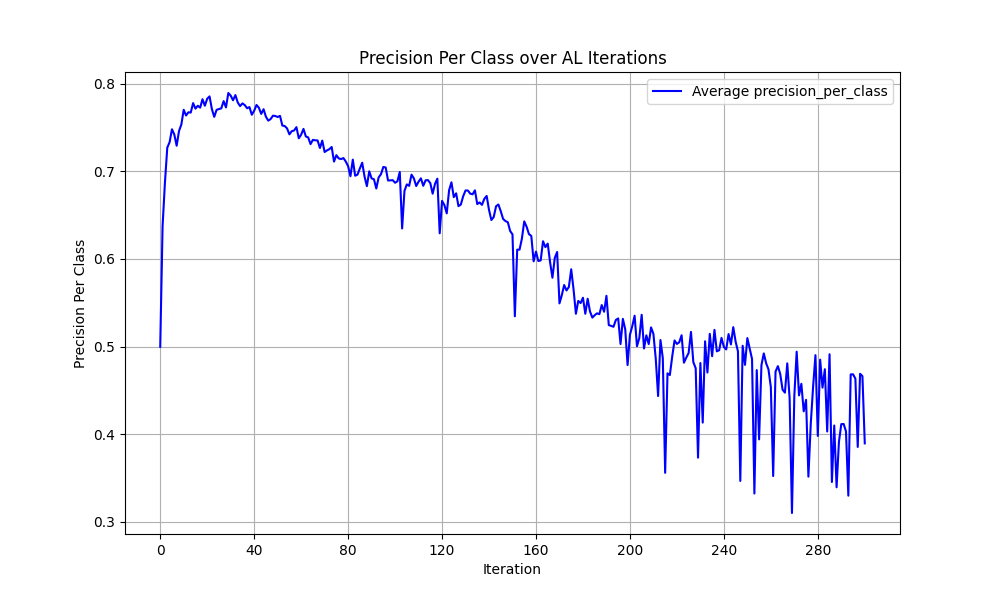 Precision Per Class over AL Iterations
Average precision_per_class
Precision Per Class
0.8
0.7
0.6
0.5
0.4
0.3
0 40 80 120 160 200 240 280
Iteration